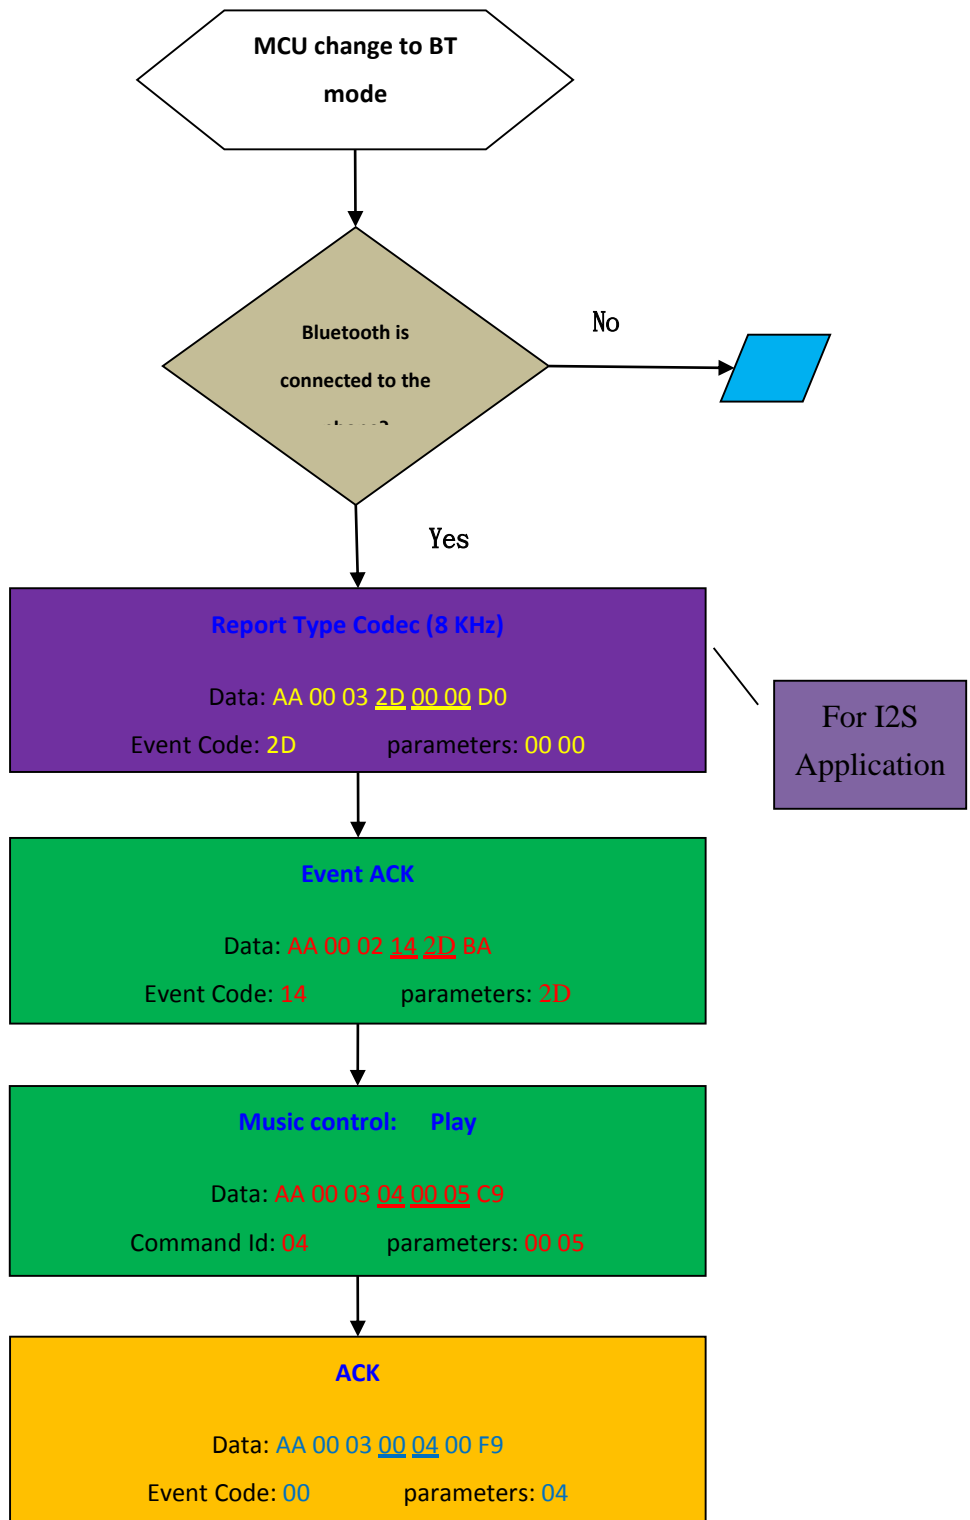 MCU change to BT
mode
Bluetooth is
connected to the
No
Yes
Report Type Codec (8 KHz)
Data: AA 00 03 2D 00 00 D0
Event Code: 2D parameters: 00 00
For I2S
Application
Event ACK
Data: AA 00 02 14 2D BA
Event Code: 14 parameters: 2D
Music control: Play
Data: AA 00 03 04 00 05 C9
Command Id: 04 parameters: 00 05
ACK
Data: AA 00 03 00 04 00 F9
Event Code: 00 parameters: 04